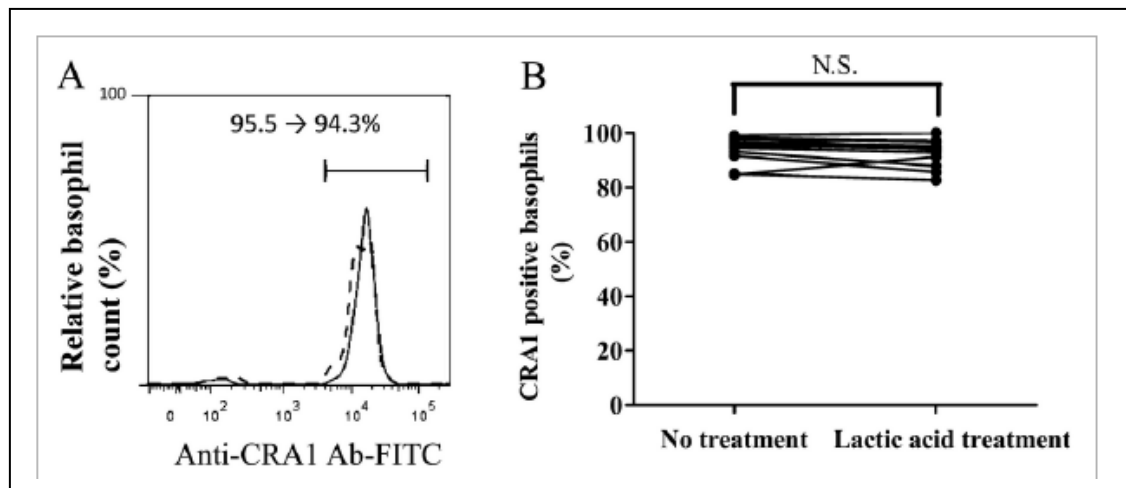 A
100
95.5 → 94.3%
Relative basophil
count (%)
0 10² 10³ 10⁴ 10⁵
Anti-CRA1 Ab-FITC
B
N.S.
CRA1 positive basophils
(%)
100
80
60
40
20
0
No treatment Lactic acid treatment